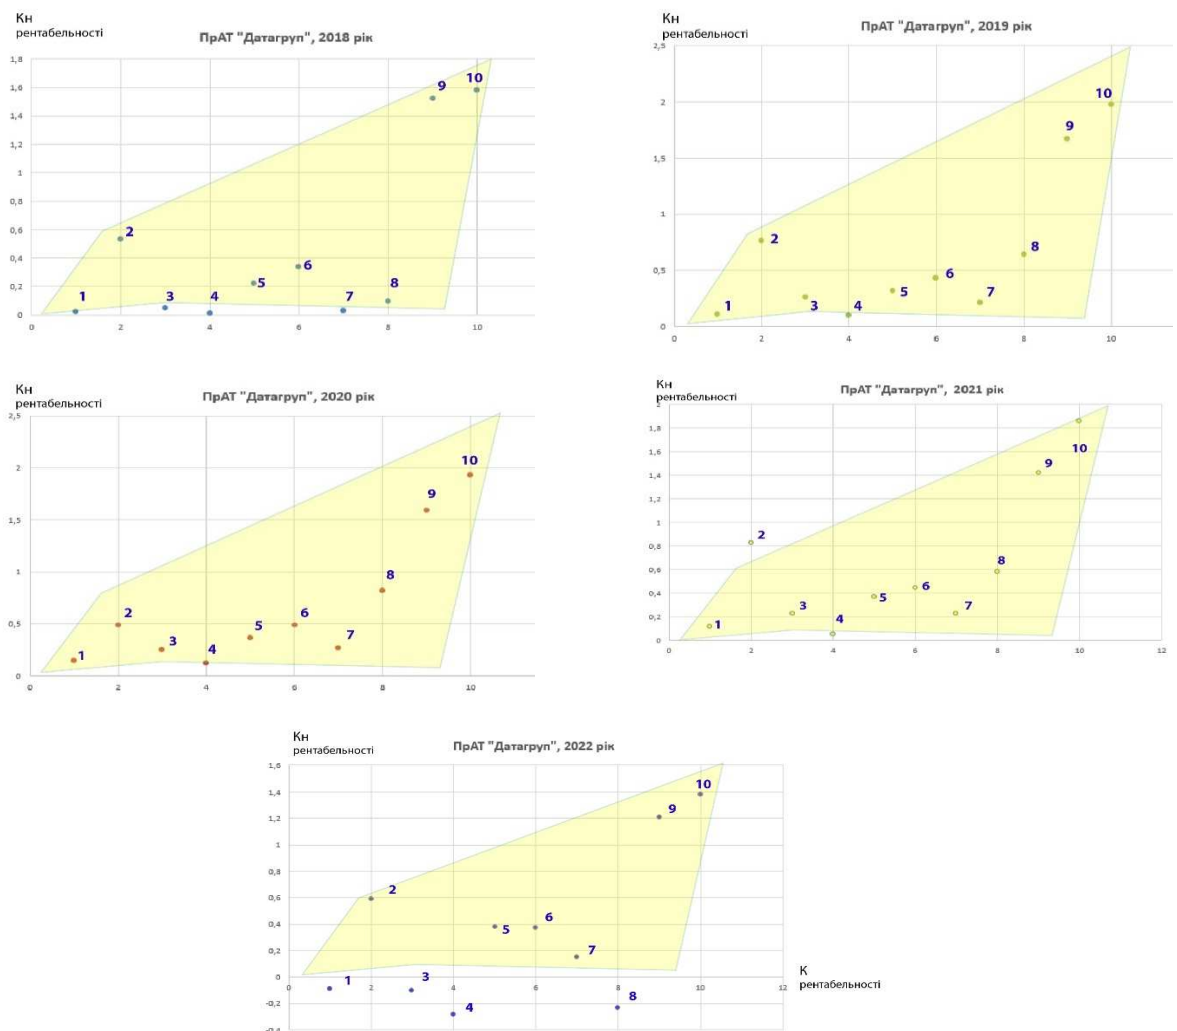 Кн
рентабельності
ПрАТ "Датагруп", 2018 рік
1,8
1,6
1,4
1,2
1
0,8
0,6
0,4
0,2
0
0 2 4 6 8 10
1 2 3 4 5 6 7 8 9 10
Кн
рентабельності
ПрАТ "Датагруп", 2019 рік
2,5
2
1,5
1
0,5
0
0 2 4 6 8 10
1 2 3 4 5 6 7 8 9 10
Кн
рентабельності
ПрАТ "Датагруп", 2020 рік
2,5
2
1,5
1
0,5
0
0 2 4 6 8 10
1 2 3 4 5 6 7 8 9 10
Кн
рентабельності
ПрАТ "Датагруп", 2021 рік
2
1,8
1,6
1,4
1,2
1
0,8
0,6
0,4
0,2
0
0 2 4 6 8 10 12
1 2 3 4 5 6 7 8 9 10
Кн
рентабельності
ПрАТ "Датагруп", 2022 рік
1,6
1,4
1,2
1
0,8
0,6
0,4
0,2
0
-0,2
-0,4
0 2 4 6 8 10 12
1 2 3 4 5 6 7 8 9 10
К
рентабельності